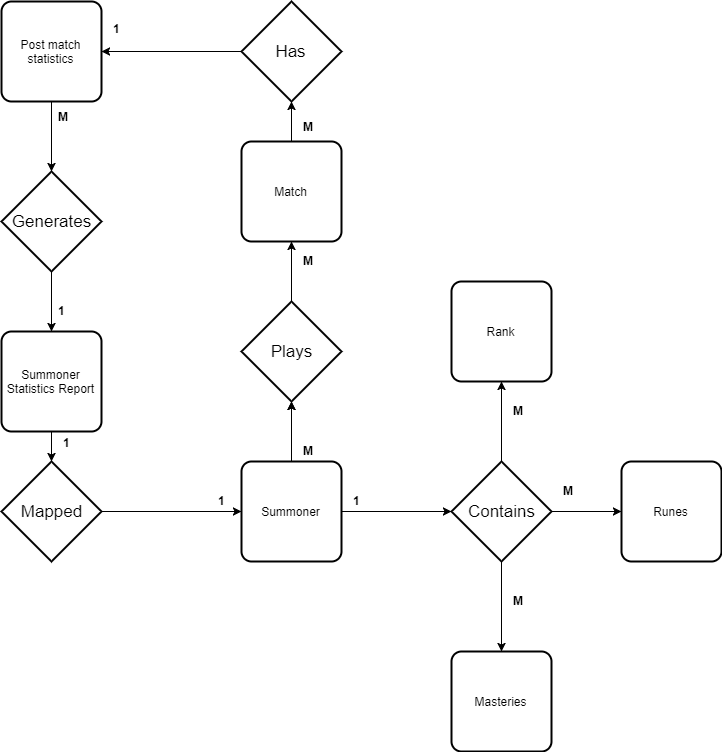 Post match
statistics
1
Has
M
M
Generates
Match
M
1
Rank
Summoner
Statistics Report
Plays
M
1
M
M
Mapped
1
Summoner
1
Contains
Runes
M
Masteries